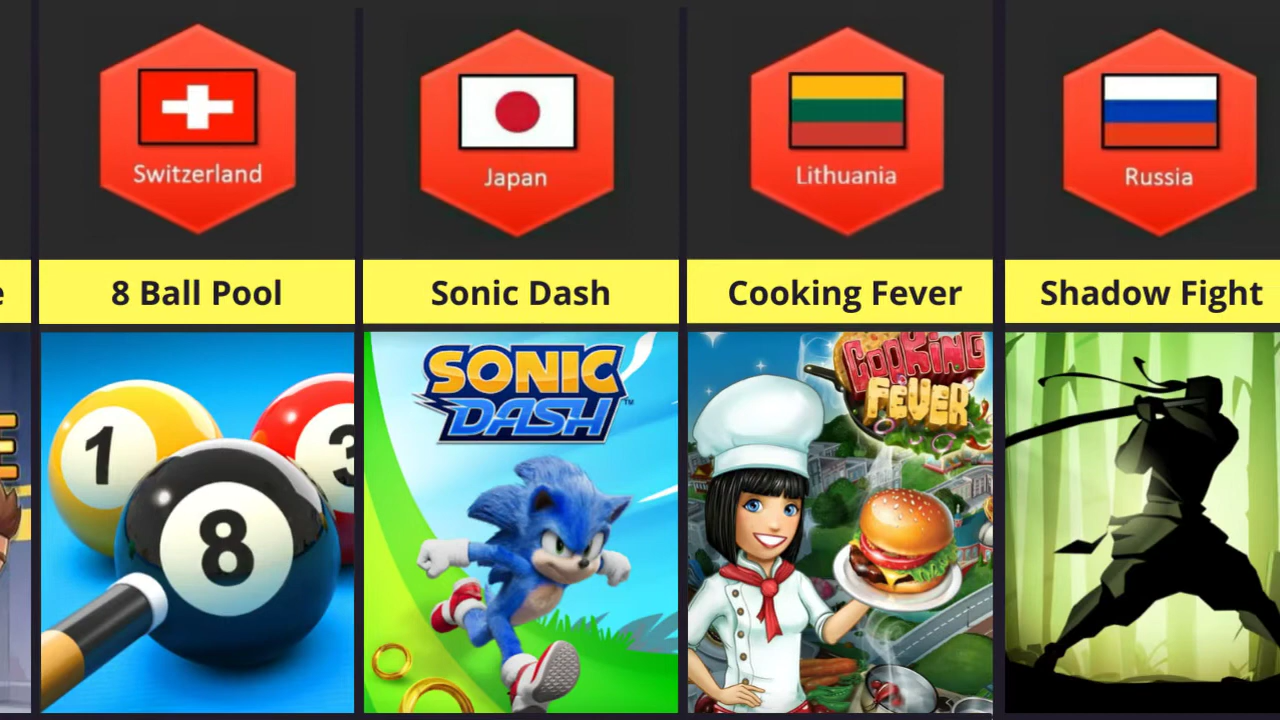 Switzerland
Japan
Lithuania
Russia
e
8 Ball Pool
Sonic Dash
Cooking Fever
Shadow Fight
E
1
3
8
SONIC
DASH™
COOKING
FEVER